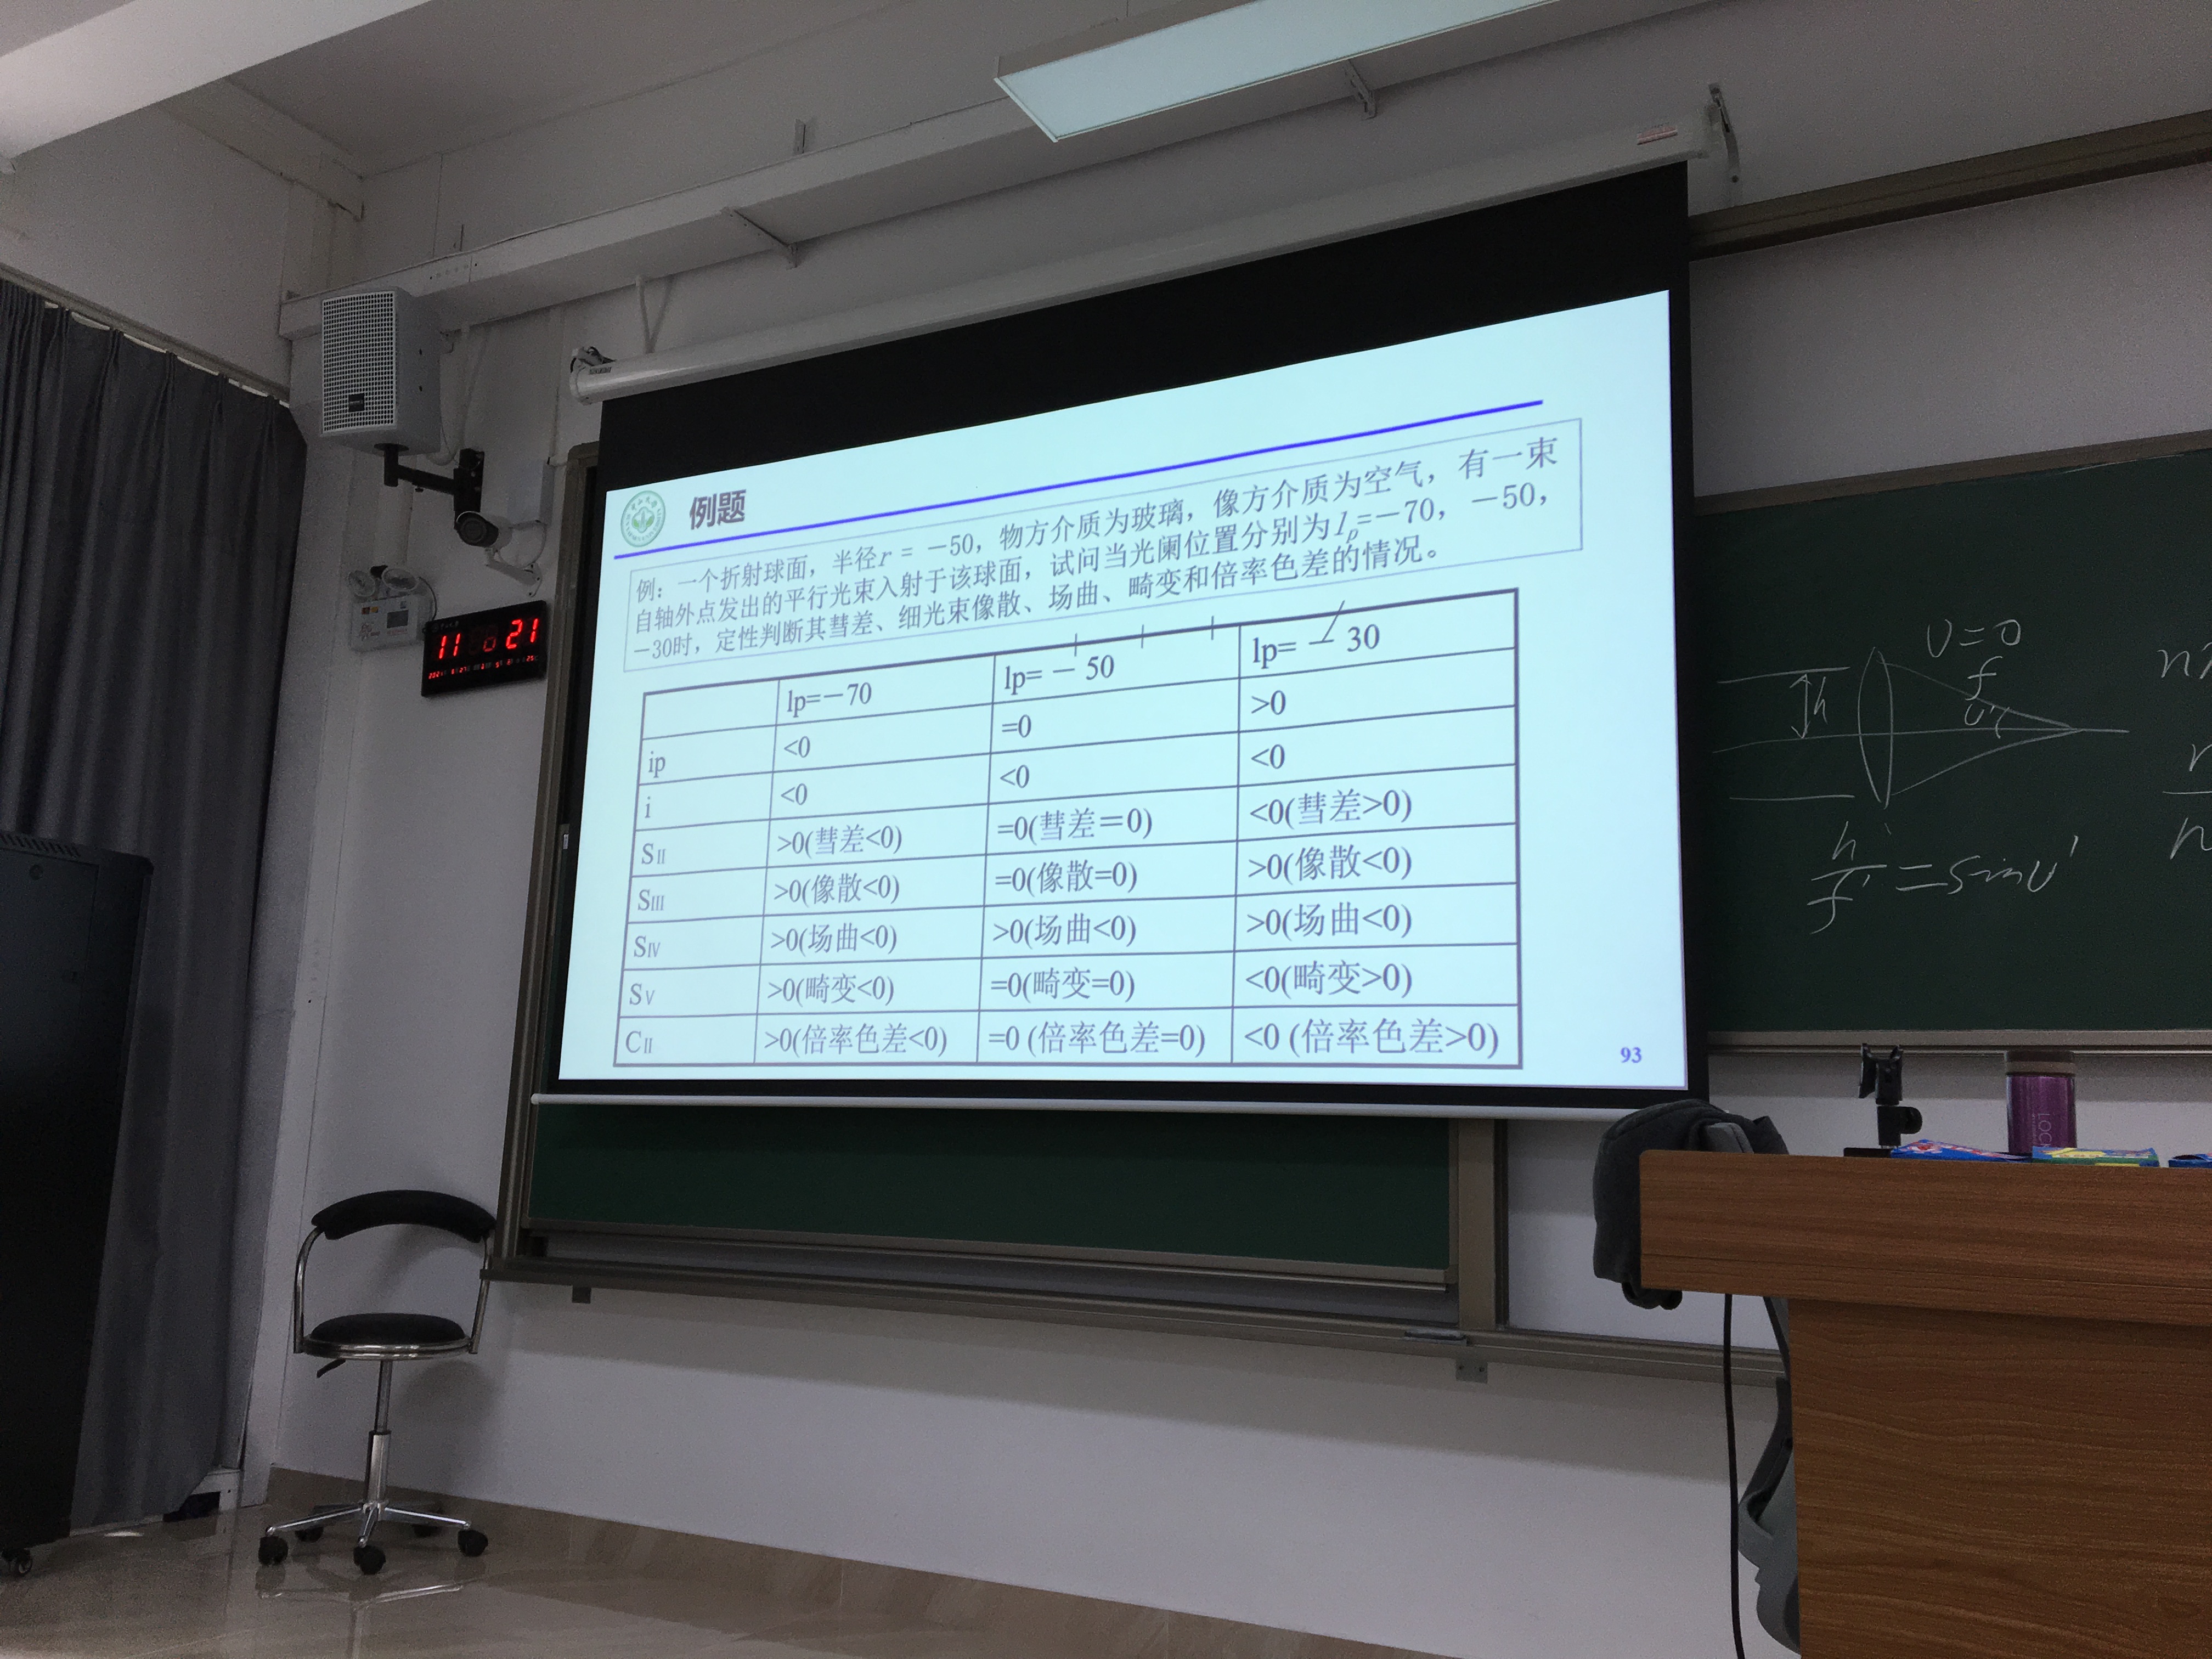 例题
例：一个折射球面，半径r = −50，物方介质为玻璃，像方介质为空气，有一束
自轴外点发出的平行光束入射于该球面，试问当光阑位置分别为lp=−70，−50，
−30时，定性判断其彗差、细光束像散、场曲、畸变和倍率色差的情况。
lp=−70 lp= − 50 lp= − 30
ip <0 =0 >0
i <0 <0 <0
SII >0(彗差<0) =0(彗差＝0) <0(彗差>0)
SIII >0(像散<0) =0(像散=0) >0(像散<0)
SIV >0(场曲<0) >0(场曲<0) >0(场曲<0)
SV >0(畸变<0) =0(畸变=0) <0(畸变>0)
CII >0(倍率色差<0) =0 (倍率色差=0) <0 (倍率色差>0)
93
11 21
U=0
h
f
U'
h/f' = sinU'
n
n
LOCK